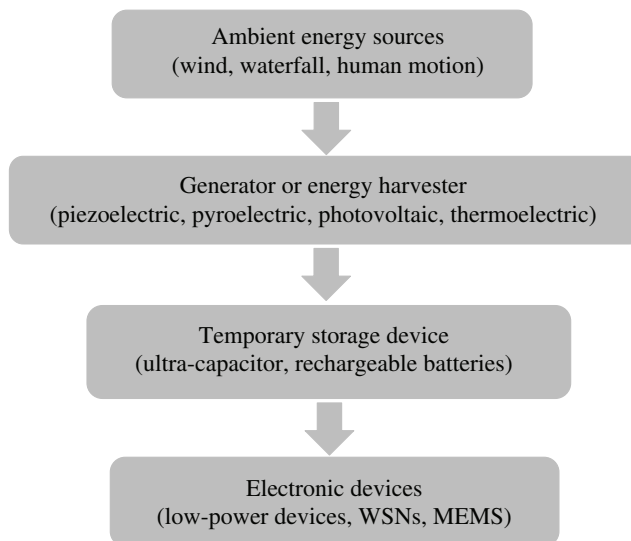 Ambient energy sources
(wind, waterfall, human motion)
Generator or energy harvester
(piezoelectric, pyroelectric, photovoltaic, thermoelectric)
Temporary storage device
(ultra-capacitor, rechargeable batteries)
Electronic devices
(low-power devices, WSNs, MEMS)